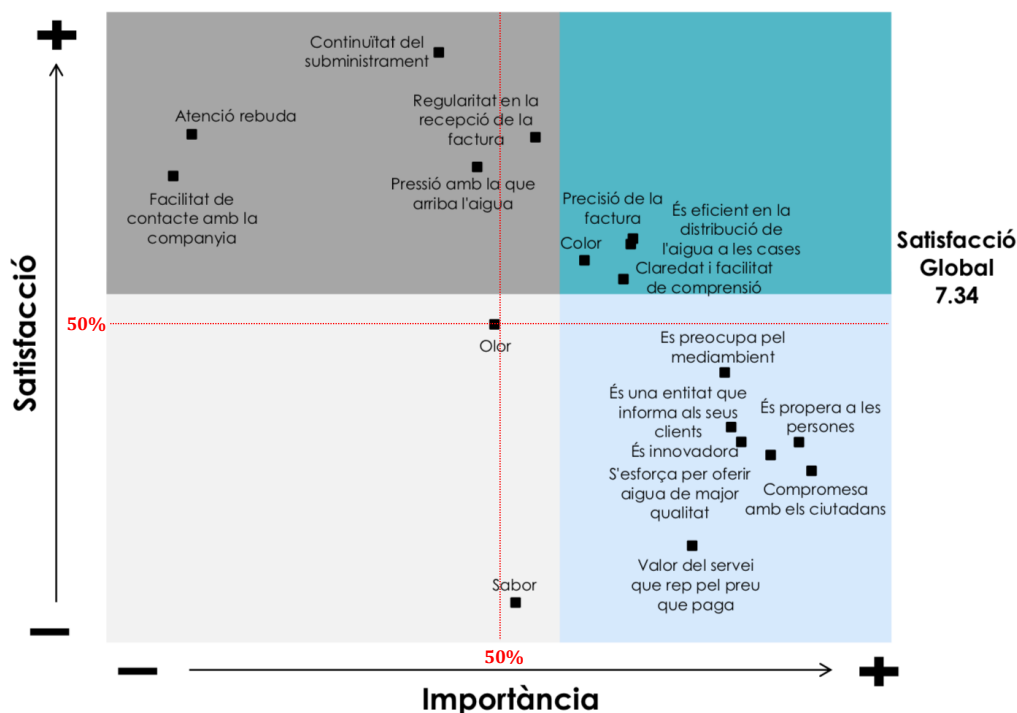 Continuïtat del
subministrament
Atenció rebuda
Regularitat en la
recepció de la
factura
Facilitat de
contacte amb la
companyia
Pressió amb la que
arriba l'aigua
Precisió de la
factura
És eficient en la
distribució de
l'aigua a les cases
Color
Claredat i facilitat
de comprensió
Satisfacció
Global
7.34
Satisfacció
50%
Olor
Es preocupa pel
mediambient
És una entitat que
informa als seus
clients
És propera a les
persones
És innovadora
S'esforça per oferir
aigua de major
qualitat
Compromesa
amb els ciutadans
Valor del servei
que rep pel preu
que paga
Sabor
50%
Importància